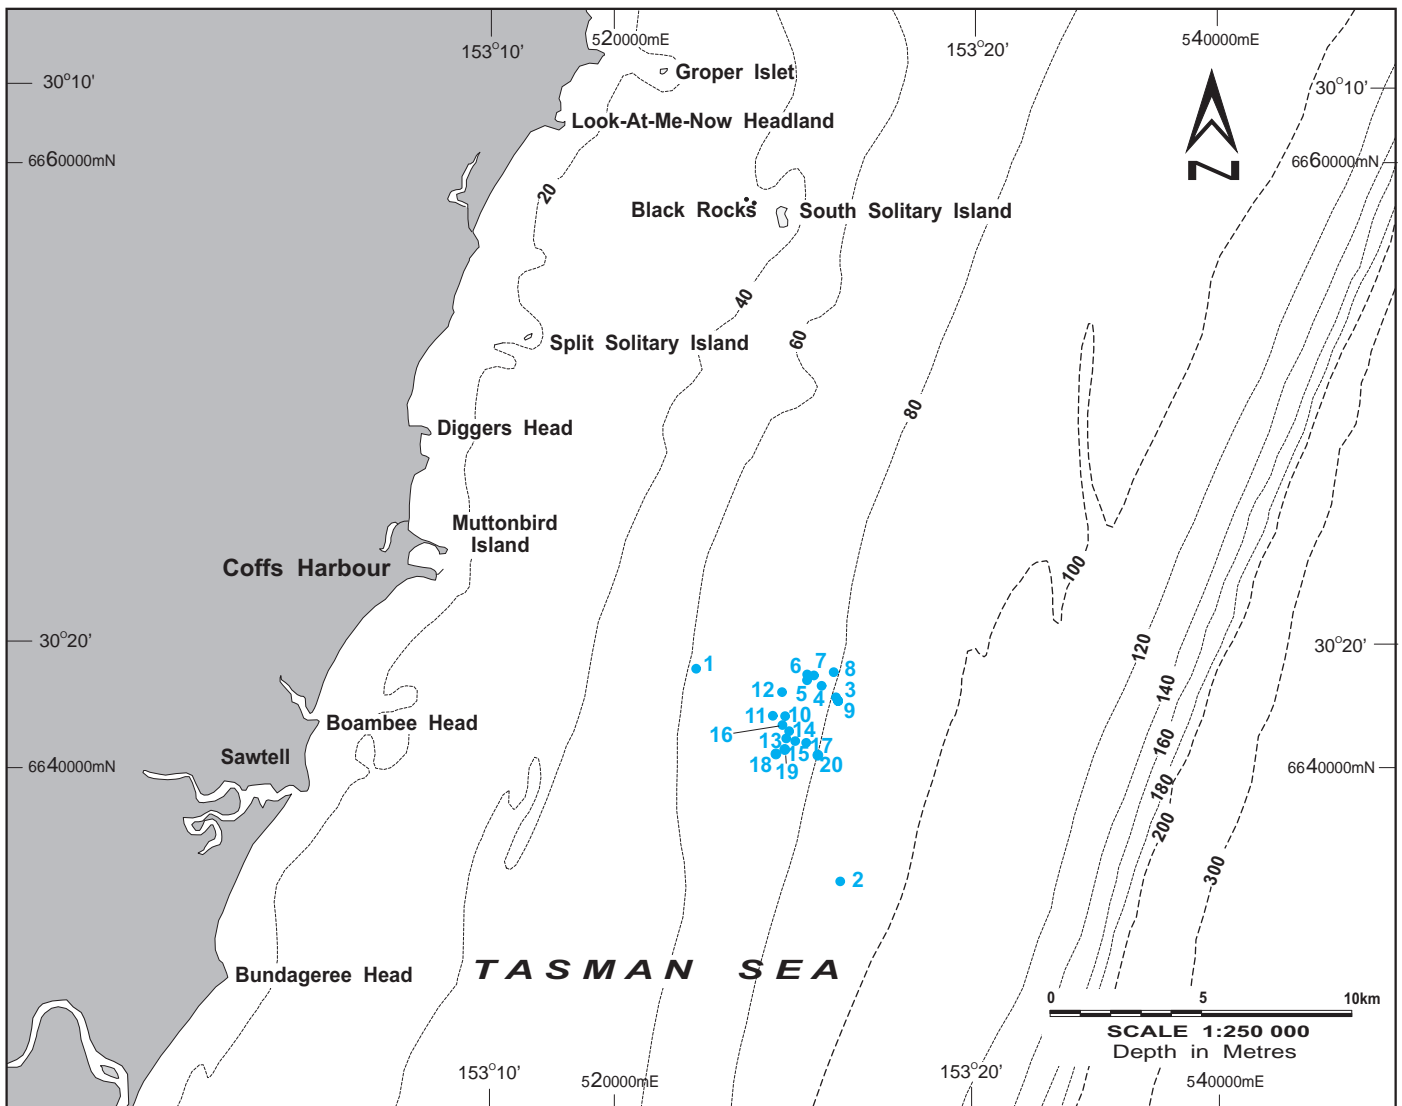 153°10'
520000mE
153°20'
540000mE
30°10'
30°10'
Groper Islet
Look-At-Me-Now Headland
6660000mN
6660000mN
N
20
Black Rocks
South Solitary Island
40
60
Split Solitary Island
80
Diggers Head
Muttonbird
Island
Coffs Harbour
100
30°20'
30°20'
120
1
6
7
8
12
5
4
3
9
140
11
10
16
14
Boambee Head
160
13
17
15
Sawtell
18
19
20
6640000mN
6640000mN
180
200
300
2
TASMAN SEA
Bundageree Head
0
5
10km
SCALE 1:250 000
Depth in Metres
153°10'
520000mE
153°20'
540000mE